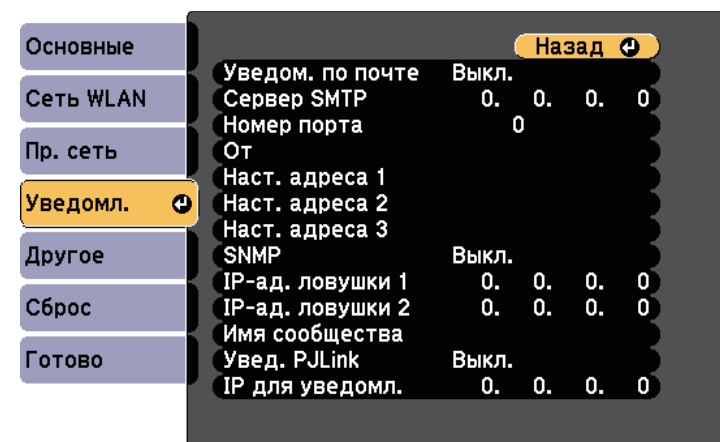 Основные
Сеть WLAN
Пр. сеть
Уведомл.
Другое
Сброс
Готово
Назад
Уведом. по почте Выкл.
Сервер SMTP 0. 0. 0. 0
Номер порта 0
От
Наст. адреса 1
Наст. адреса 2
Наст. адреса 3
SNMP Выкл.
IP-ад. ловушки 1 0. 0. 0. 0
IP-ад. ловушки 2 0. 0. 0. 0
Имя сообщества
Увед. PJLink Выкл.
IP для уведомл. 0. 0. 0. 0